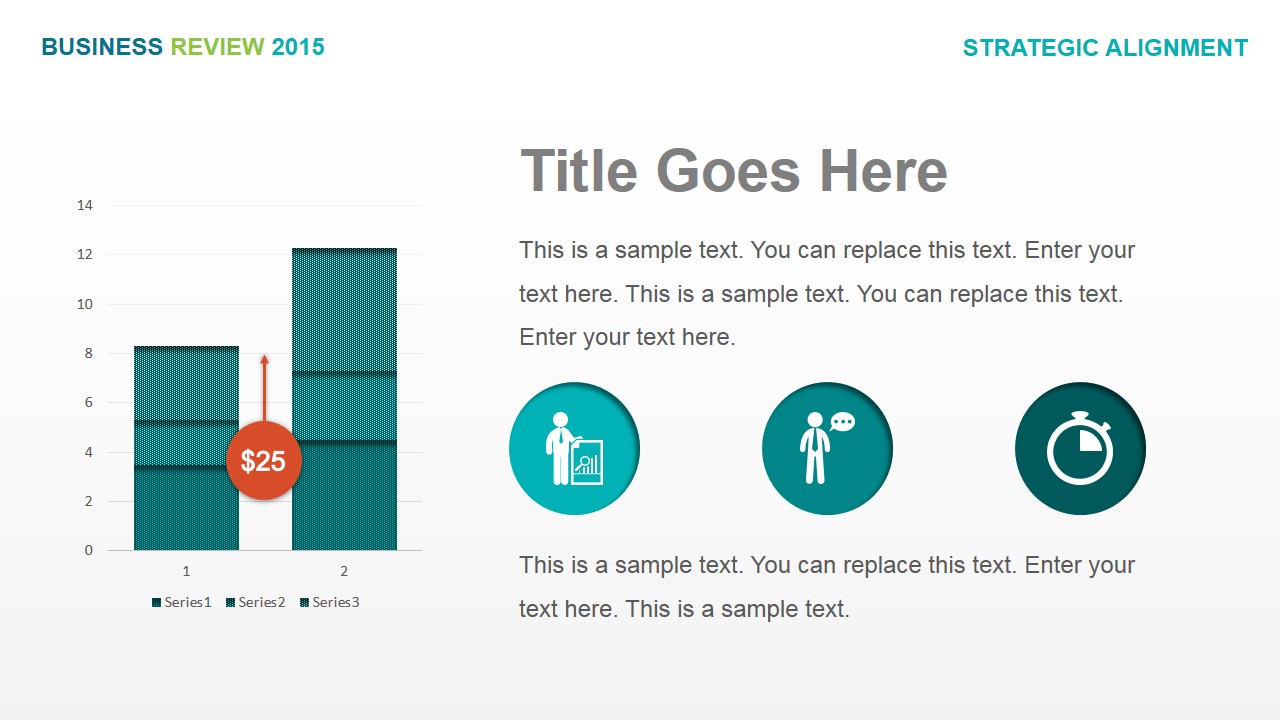 BUSINESS REVIEW 2015
STRATEGIC ALIGNMENT
Title Goes Here
This is a sample text. You can replace this text. Enter your
text here. This is a sample text. You can replace this text.
Enter your text here.
14
12
10
8
6
4
2
0
$25
1
2
Series1
Series2
Series3
This is a sample text. You can replace this text. Enter your
text here. This is a sample text.